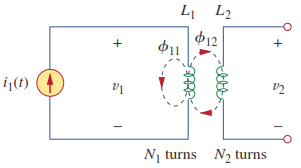 L₁ L₂
+ ϕ₁₁ ϕ₁₂ +
i₁(t) v₁ v₂
– –
N₁ turns N₂ turns